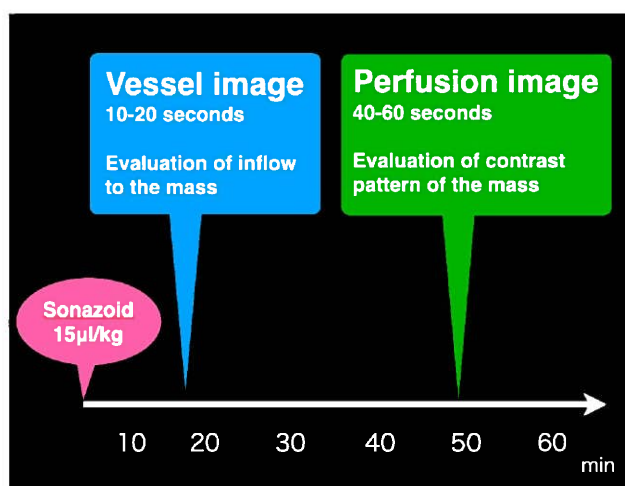 Vessel image
10-20 seconds
Evaluation of inflow
to the mass
Perfusion image
40-60 seconds
Evaluation of contrast
pattern of the mass
Sonazoid
15μl/kg
10 20 30 40 50 60
min